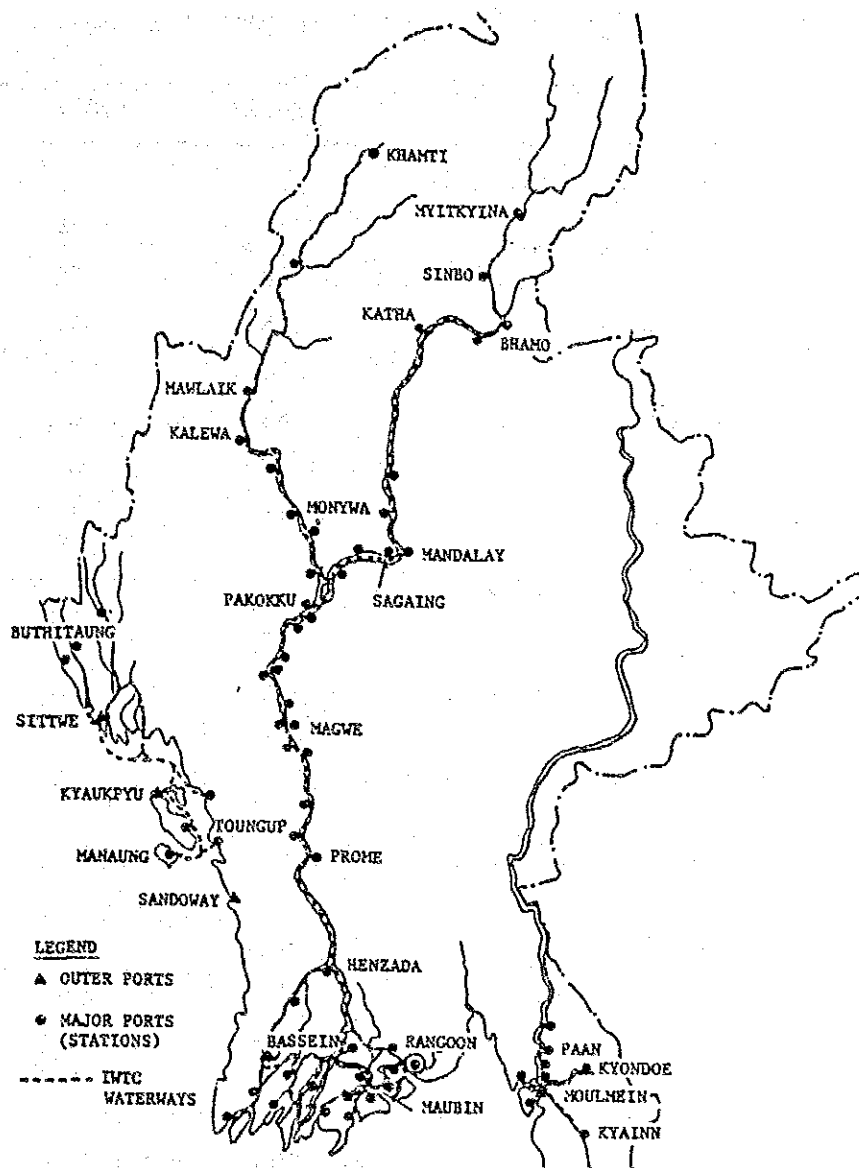 KHAMTI
MYITKYINA
SINBO
KATHA
BHAMO
MAWLAIK
KALEWA
MONYWA
MANDALAY
SAGAING
PAKOKKU
BUTHITAUNG
SITTWE
MAGWE
KYAUKPYU
TOUNGUP
MANAUNG
PROME
SANDOWAY
LEGEND
▲ OUTER PORTS
● MAJOR PORTS
(STATIONS)
IWTC
WATERWAYS
HENZADA
BASSEIN
RANGOON
MAUBIN
PAAN
KYONDOE
MOULMEIN
KYAINN